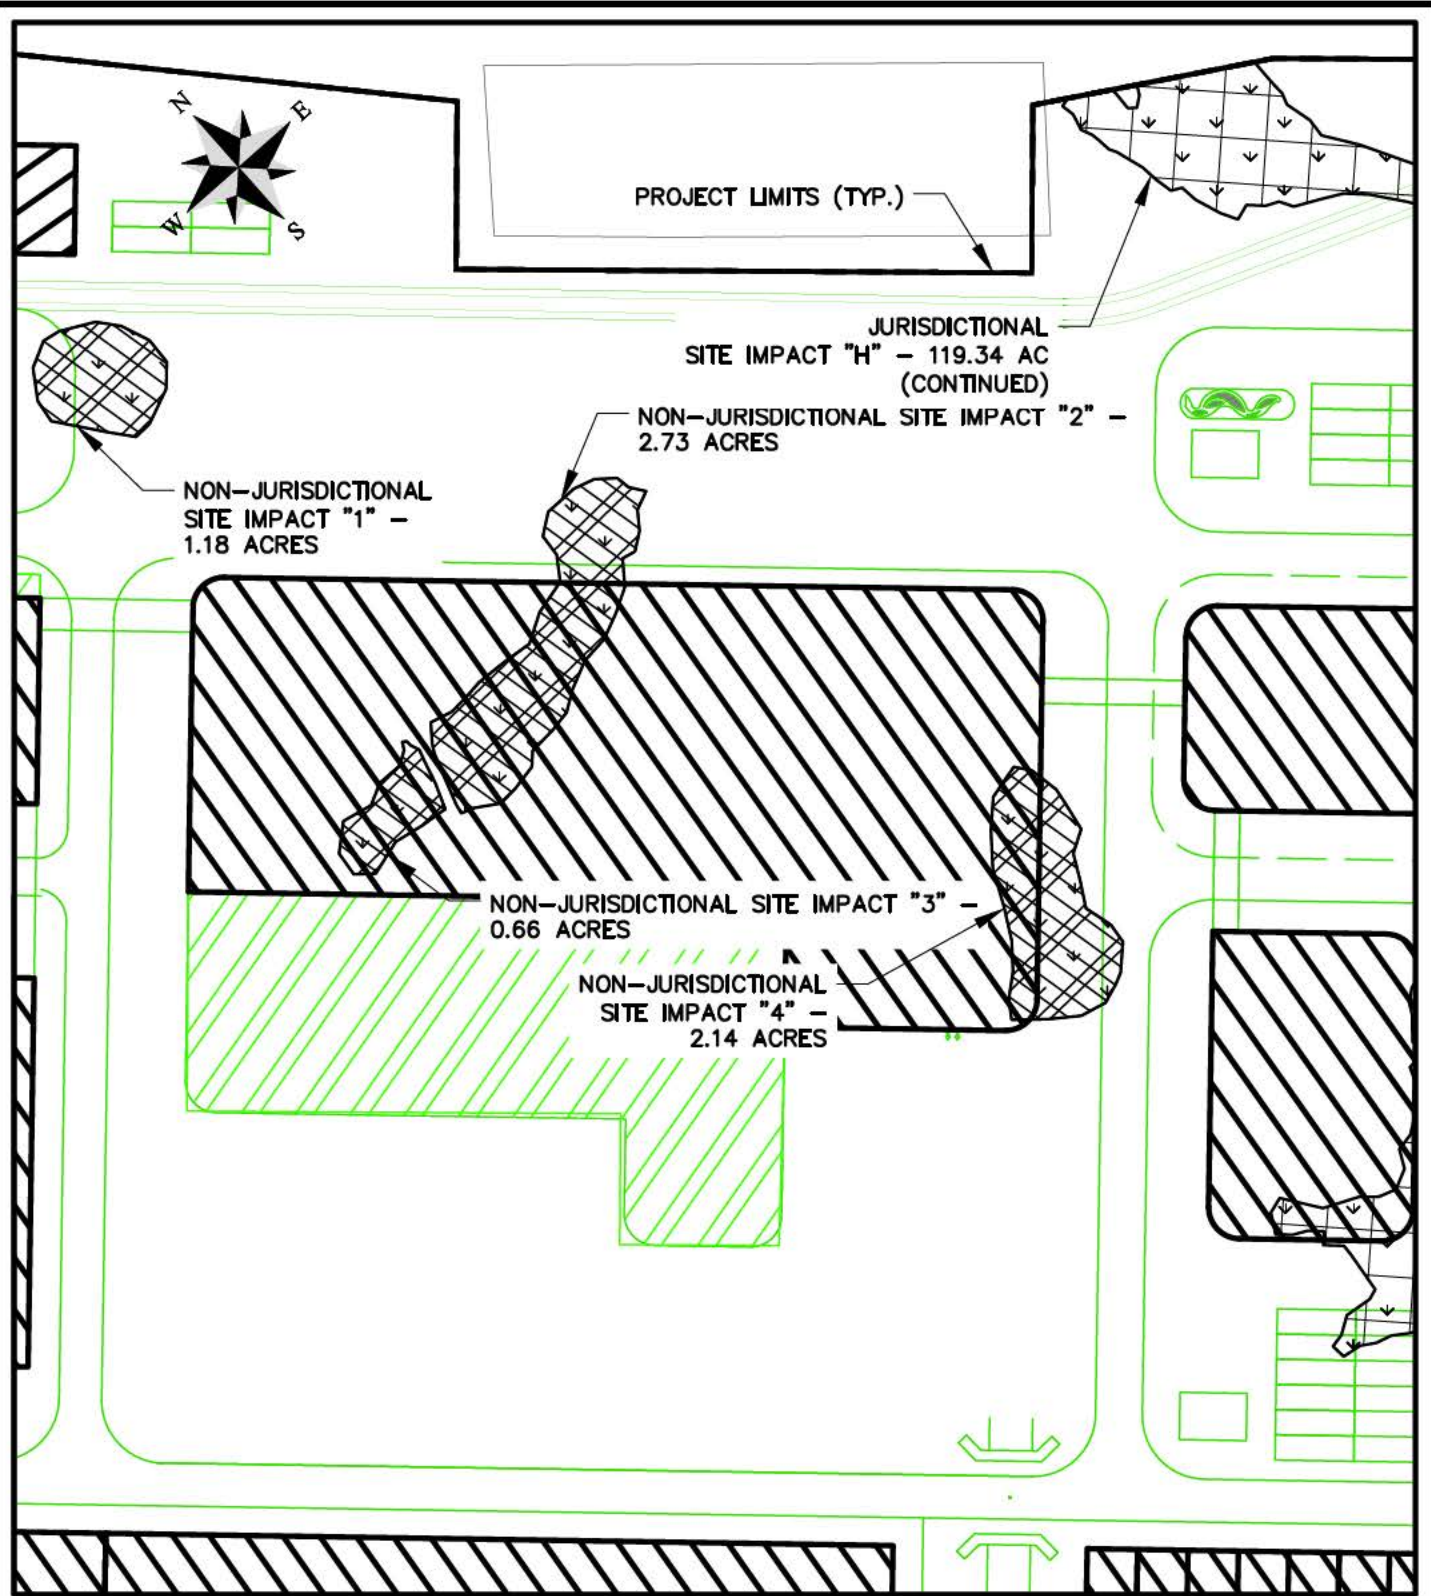 N
E
W
S
PROJECT LIMITS (TYP.)
JURISDICTIONAL
SITE IMPACT "H" – 119.34 AC
(CONTINUED)
NON–JURISDICTIONAL SITE IMPACT "2" –
2.73 ACRES
NON–JURISDICTIONAL
SITE IMPACT "1" –
1.18 ACRES
NON–JURISDICTIONAL SITE IMPACT "3" –
0.66 ACRES
NON–JURISDICTIONAL
SITE IMPACT "4" –
2.14 ACRES